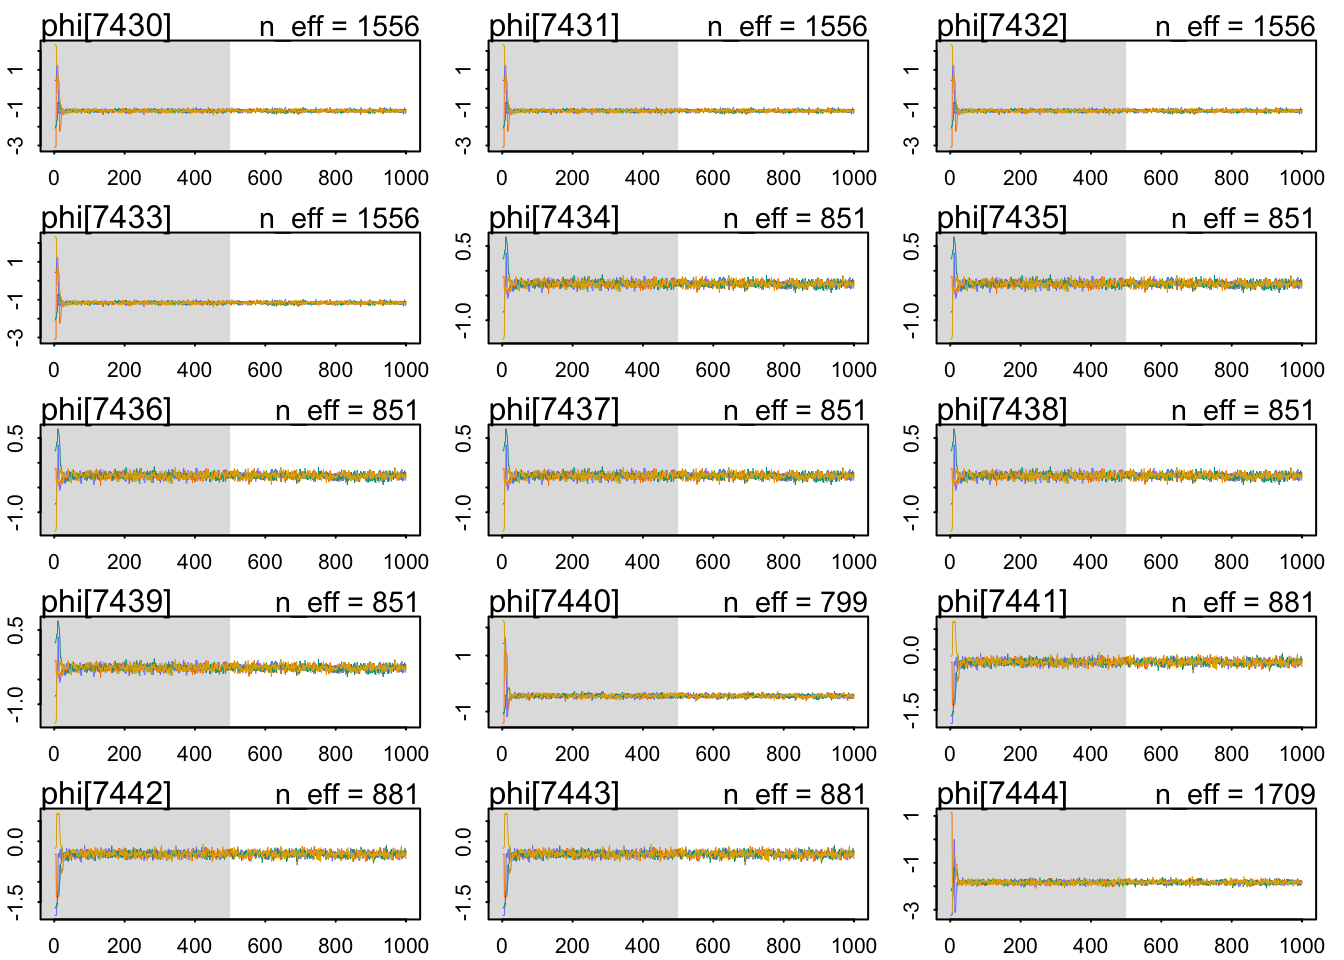 phi[7430] n_eff = 1556 phi[7431] n_eff = 1556 phi[7432] n_eff = 1556
1 1 1
-1 -1 -1
-3 -3 -3
0 200 400 600 800 1000 0 200 400 600 800 1000 0 200 400 600 800 1000
phi[7433] n_eff = 1556 phi[7434] n_eff = 851 phi[7435] n_eff = 851
1 0.5 0.5
-1 -1.0 -1.0
-3
0 200 400 600 800 1000 0 200 400 600 800 1000 0 200 400 600 800 1000
phi[7436] n_eff = 851 phi[7437] n_eff = 851 phi[7438] n_eff = 851
0.5 0.5 0.5
-1.0 -1.0 -1.0
0 200 400 600 800 1000 0 200 400 600 800 1000 0 200 400 600 800 1000
phi[7439] n_eff = 851 phi[7440] n_eff = 799 phi[7441] n_eff = 881
0.5 1 0.0
-1.0 -1 -1.5
0 200 400 600 800 1000 0 200 400 600 800 1000 0 200 400 600 800 1000
phi[7442] n_eff = 881 phi[7443] n_eff = 881 phi[7444] n_eff = 1709
0.0 0.0 1
-1.5 -1.5 -1
-3
0 200 400 600 800 1000 0 200 400 600 800 1000 0 200 400 600 800 1000